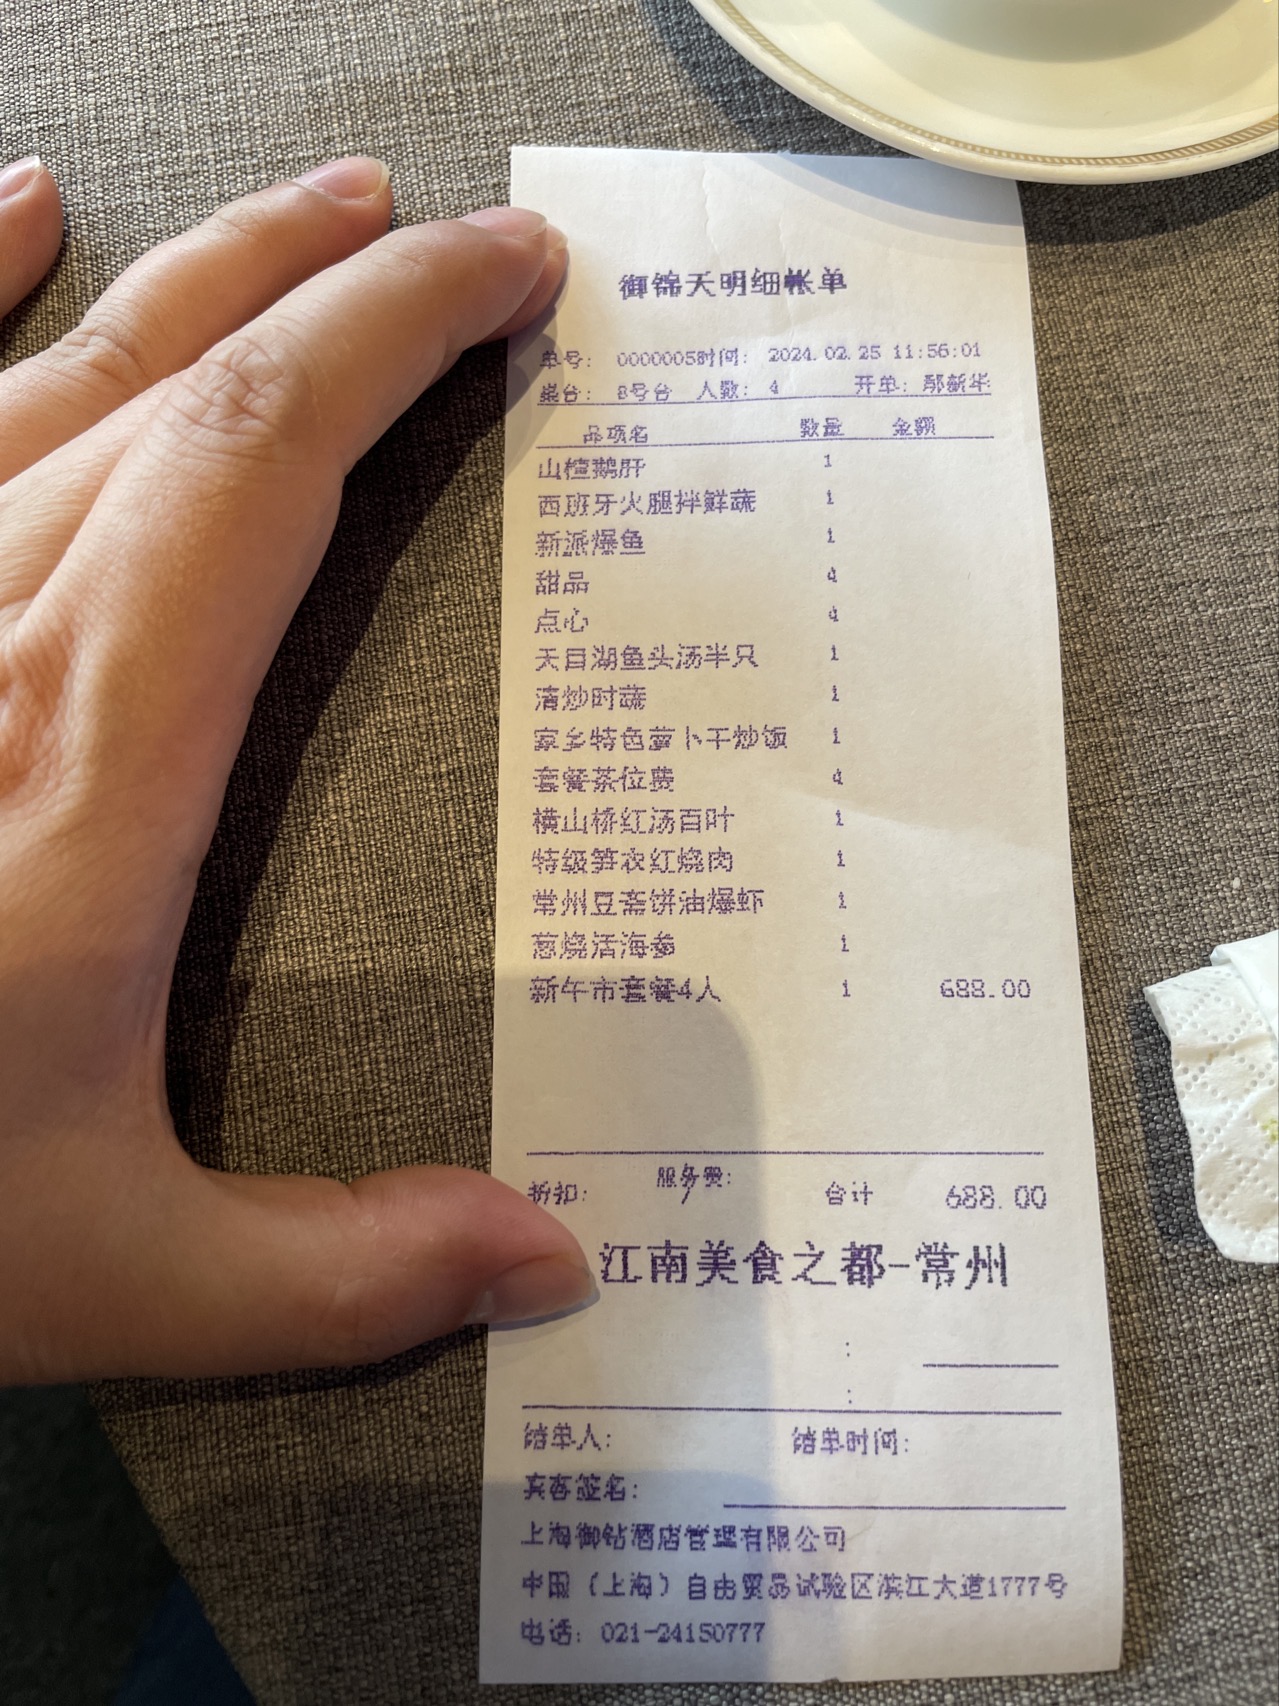 御锦天明细帐单
单号: 0000005时间: 2024.02.25 11:56:01
桌台: 8号台 人数: 4 开单: 邴新华
品项名 数量 金额
山楂鹅肝 1
西班牙火腿拌鲜蔬 1
新派爆鱼 1
甜品 4
点心 4
天目湖鱼头汤半只 1
清炒时蔬 1
家乡特色萝卜干炒饭 1
套餐茶位费 4
横山桥红汤百叶 1
特级笋衣红烧肉 1
常州豆斋饼油爆虾 1
葱烧活海参 1
新午市套餐4人 1 688.00
折扣: 服务费: 合计 688.00
江南美食之都-常州
:
:
结单人: 结单时间:
宾客签名:
上海御钻酒店管理有限公司
中国（上海）自由贸易试验区滨江大道1777号
电话: 021-24150777